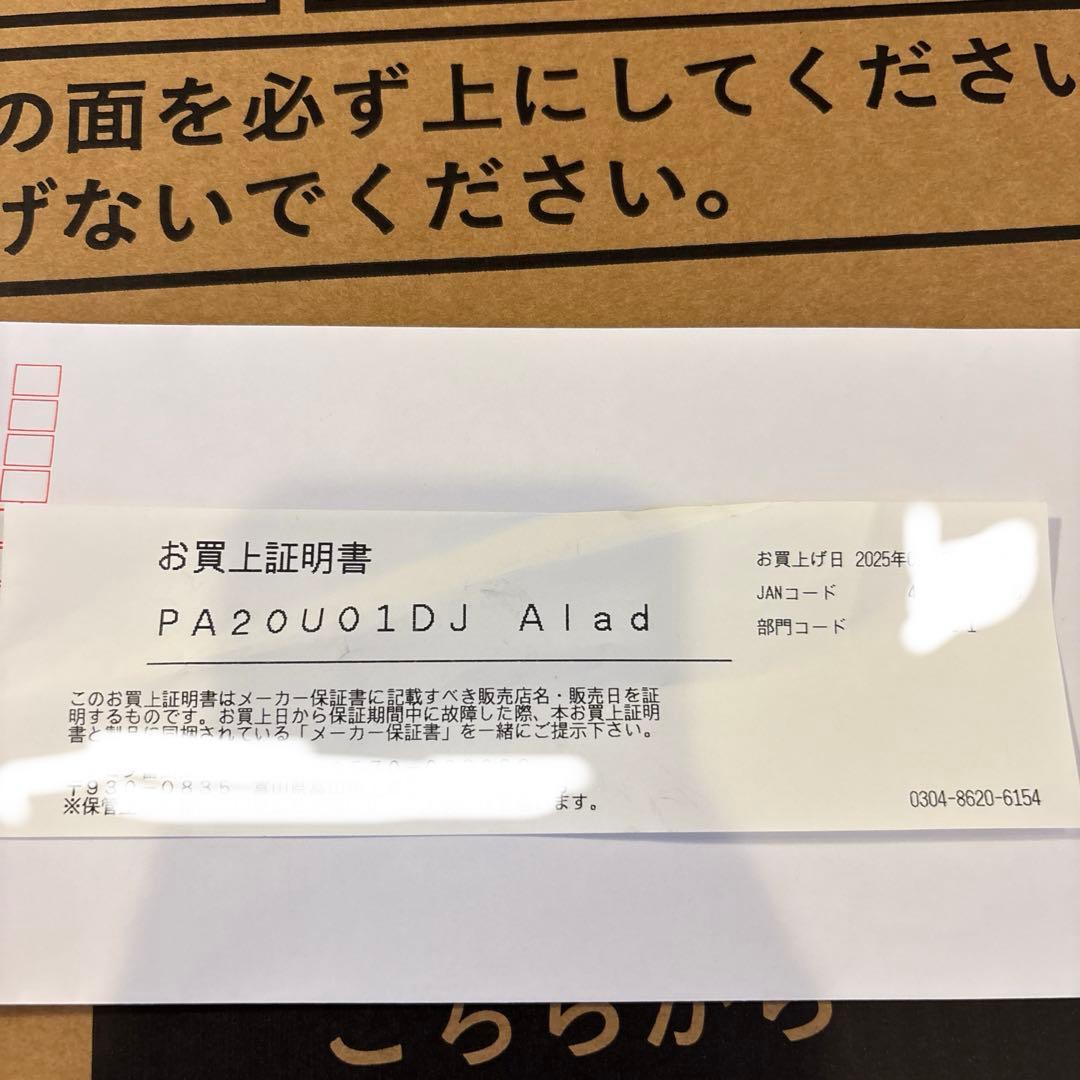 の面を必ず上にしてください
げないでください。
お買上証明書
PA20U01DJ Alad
お買上げ日 2025年
JANコード
部門コード
このお買上証明書はメーカー保証書に記載すべき販売店名・販売日を証
明するものです。お買上日から保証期間中に故障した際、本お買上証明
書と製品に同梱されている「メーカー保証書」を一緒にご提示下さい。
〒930-0835
※保管 ます。
0304-8620-6154
こちらから